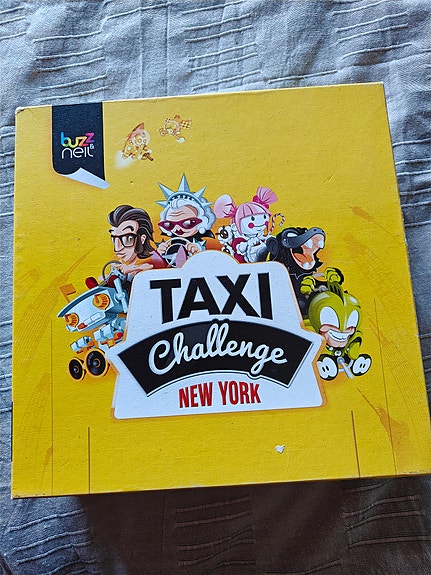 buzz
& neil
TAXI
Challenge
NEW YORK